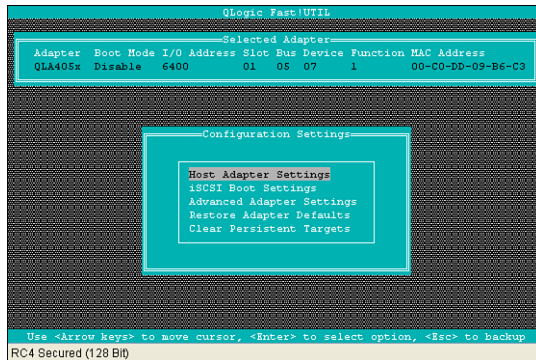 QLogic Fast!UTIL
Selected Adapter
Adapter Boot Mode I/O Address Slot Bus Device Function MAC Address
QLA405x Disable 6400 01 05 07 1 00-C0-DD-09-B6-C3
Configuration Settings
Host Adapter Settings
iSCSI Boot Settings
Advanced Adapter Settings
Restore Adapter Defaults
Clear Persistent Targets
Use <Arrow keys> to move cursor, <Enter> to select option, <Esc> to backup
RC4 Secured (128 Bit)